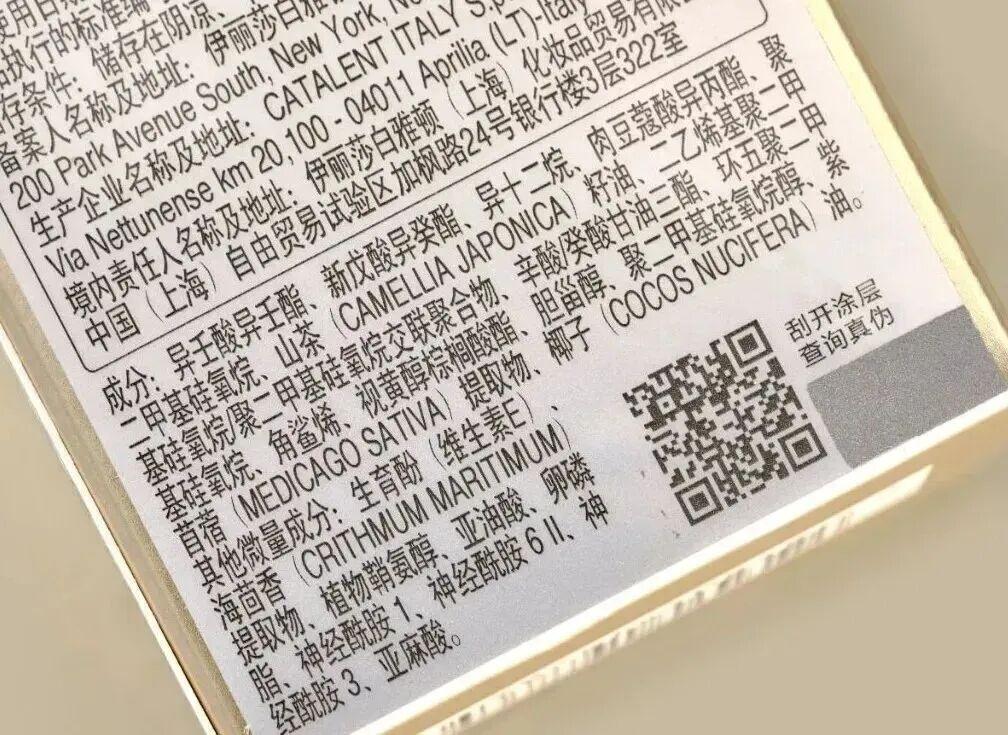 使用日期
品执行的标准编
存条件：储存在阴凉、
备案人名称及地址：伊丽莎白雅
200 Park Avenue South, New York, Ne
生产企业名称及地址：CATALENT ITALY S.p.
Via Nettunense km 20,100 - 04011 Aprilia (LT)-Italy
境内责任人名称及地址：伊丽莎白雅顿（上海）化妆品贸易有限
中国（上海）自由贸易试验区加枫路24号银行楼3层322室
成分：异壬酸异壬酯、新戊酸异癸酯、异十二烷、肉豆蔻酸异丙酯、聚
二甲基硅氧烷、山茶（CAMELLIA JAPONICA）籽油、二乙烯基聚二甲
基硅氧烷/聚二甲基硅氧烷交联聚合物、辛酸/癸酸甘油三酯、环五聚二甲
基硅氧烷、角鲨烯、视黄醇棕榈酸酯、胆甾醇、聚二甲基硅氧烷醇、紫
苜蓿（MEDICAGO SATIVA）提取物、椰子（COCOS NUCIFERA）油。
其他微量成分：生育酚（维生素E）、
海茴香（CRITHMUM MARITIMUM）
提取物、植物鞘氨醇、亚油酸、卵磷
脂、神经酰胺 1、神经酰胺 6 II、神
经酰胺 3、亚麻酸。
刮开涂层
查询真伪